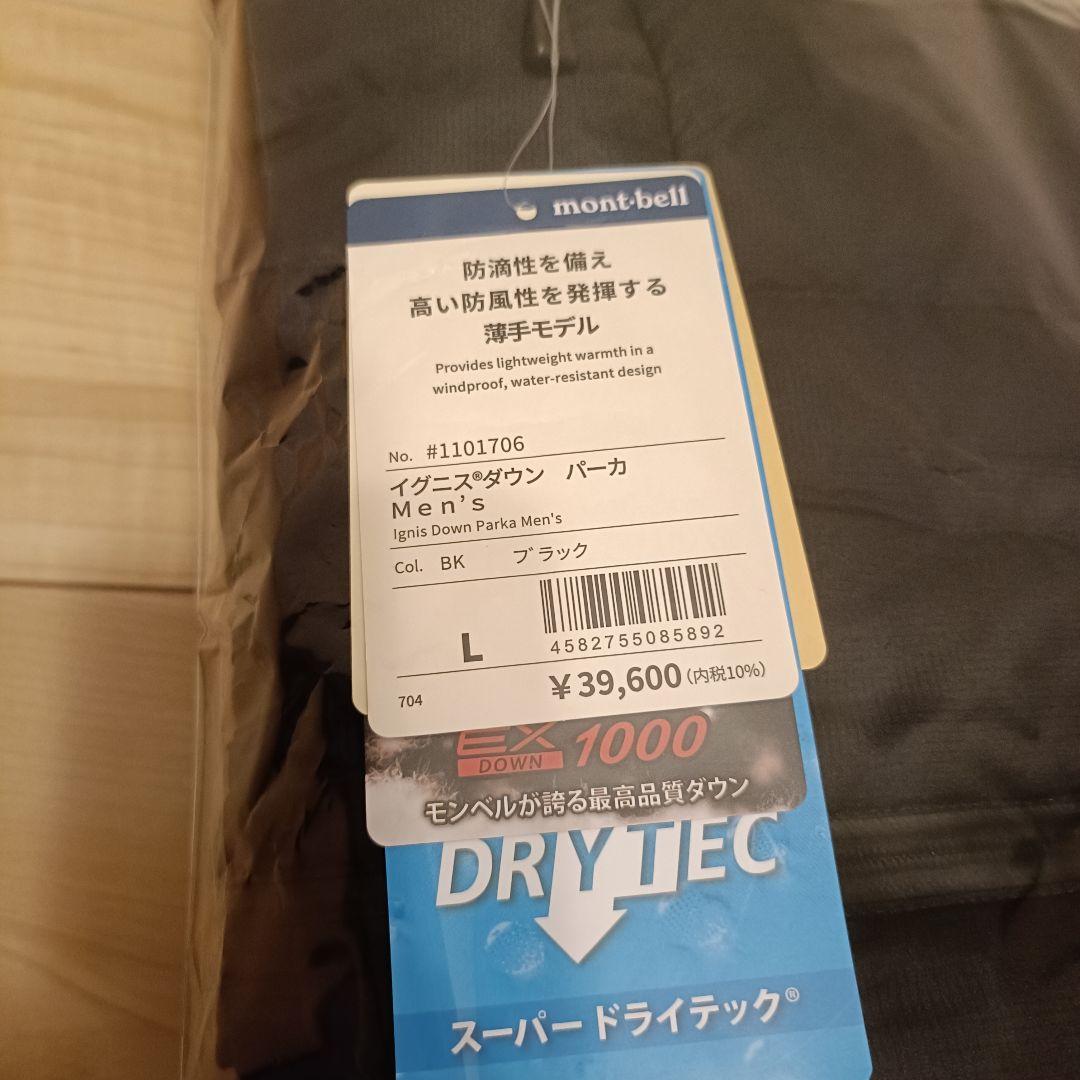 mont·bell
防滴性を備え
高い防風性を発揮する
薄手モデル
Provides lightweight warmth in a
windproof, water-resistant design
No. #1101706
イグニス®ダウン パーカ
Men's
Ignis Down Parka Men's
Col. BK ブラック
L
4582755085892
704
¥39,600(内税10%)
EX
DOWN 1000
モンベルが誇る最高品質ダウン
DRYTEC
スーパードライテック®